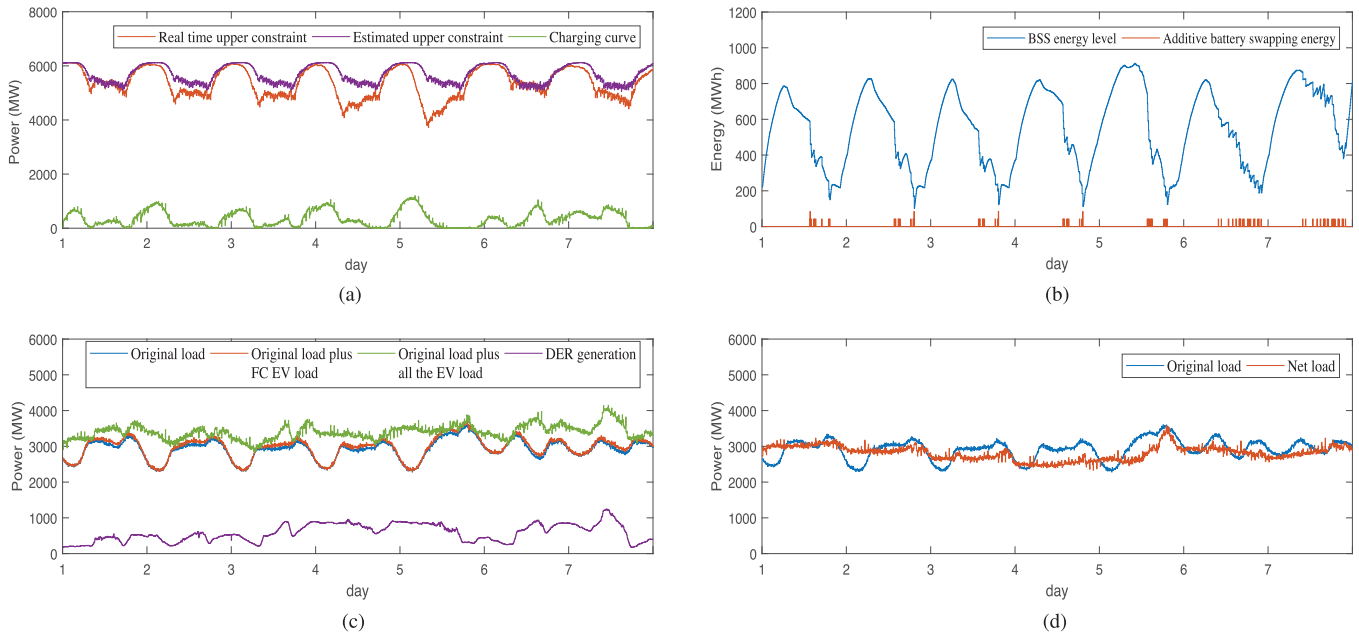 8000
6000
4000
2000
0
Power (MW)
Real time upper constraint
Estimated upper constraint
Charging curve
1 2 3 4 5 6 7
day
(a)
1200
1000
800
600
400
200
0
Energy (MWh)
BSS energy level
Additive battery swapping energy
1 2 3 4 5 6 7
day
(b)
6000
5000
4000
3000
2000
1000
0
Power (MW)
Original load
Original load plus
FC EV load
Original load plus
all the EV load
DER generation
1 2 3 4 5 6 7
day
(c)
6000
5000
4000
3000
2000
1000
0
Power (MW)
Original load
Net load
1 2 3 4 5 6 7
day
(d)